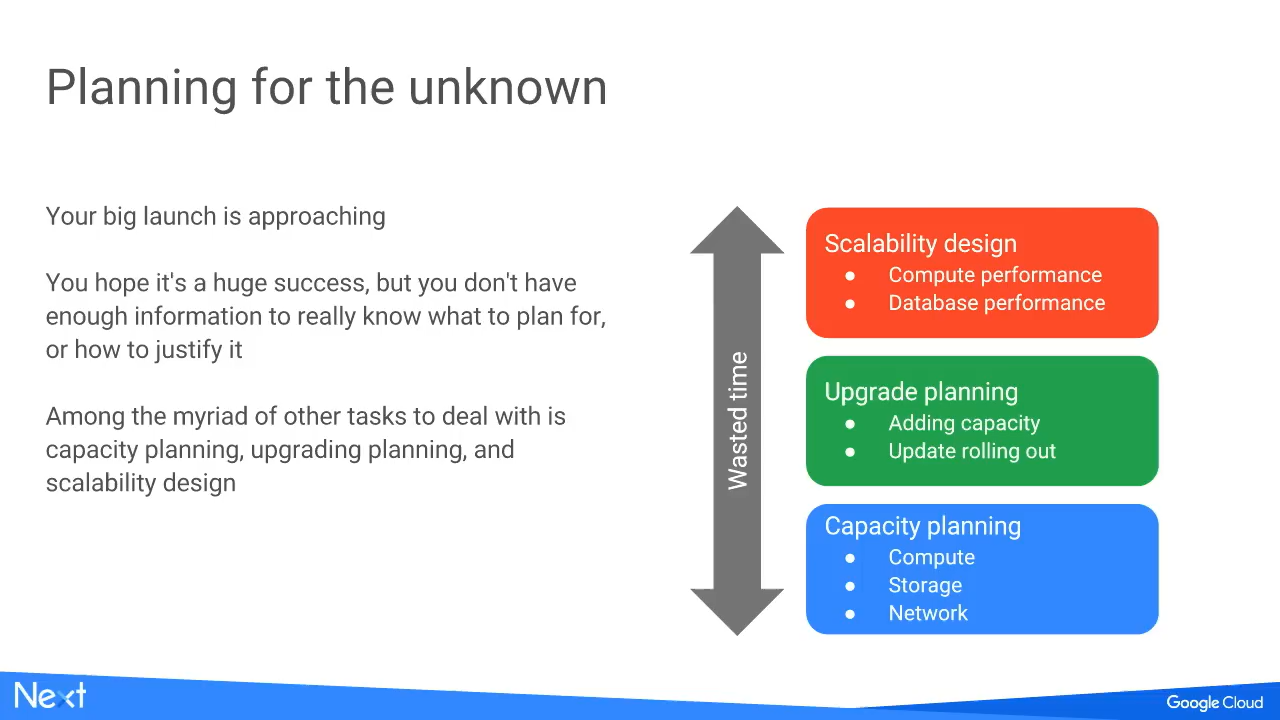 Planning for the unknown
Your big launch is approaching
You hope it's a huge success, but you don't have
enough information to really know what to plan for,
or how to justify it
Among the myriad of other tasks to deal with is
capacity planning, upgrading planning, and
scalability design
Wasted time
Scalability design
● Compute performance
● Database performance
Upgrade planning
● Adding capacity
● Update rolling out
Capacity planning
● Compute
● Storage
● Network
Next
Google Cloud